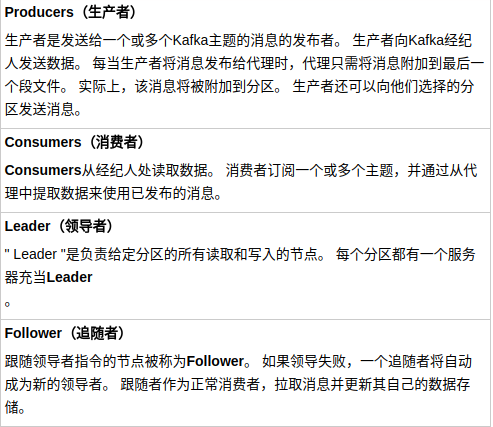 Producers（生产者）
生产者是发送给一个或多个Kafka主题的消息的发布者。 生产者向Kafka经纪
人发送数据。 每当生产者将消息发布给代理时，代理只需将消息附加到最后一
个段文件。 实际上，该消息将被附加到分区。 生产者还可以向他们选择的分
区发送消息。
Consumers（消费者）
Consumers从经纪人处读取数据。 消费者订阅一个或多个主题，并通过从代
理中提取数据来使用已发布的消息。
Leader（领导者）
" Leader "是负责给定分区的所有读取和写入的节点。 每个分区都有一个服务
器充当Leader
。
Follower（追随者）
跟随领导者指令的节点被称为Follower。 如果领导失败，一个追随者将自动
成为新的领导者。 跟随者作为正常消费者，拉取消息并更新其自己的数据存
储。